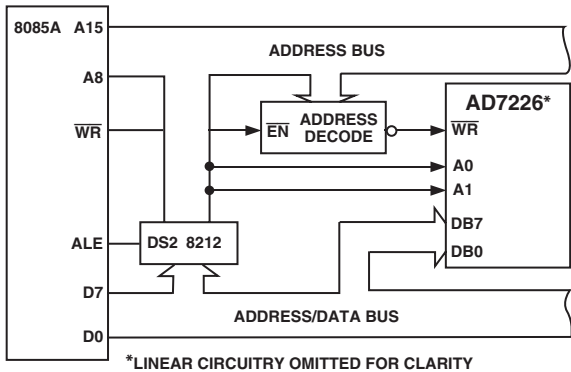 8085A A15
ADDRESS BUS
A8
AD7226*
EN ADDRESS DECODE
WR
WR
A0
A1
DB7
ALE
DS2 8212
DB0
D7
ADDRESS/DATA BUS
D0
*LINEAR CIRCUITRY OMITTED FOR CLARITY